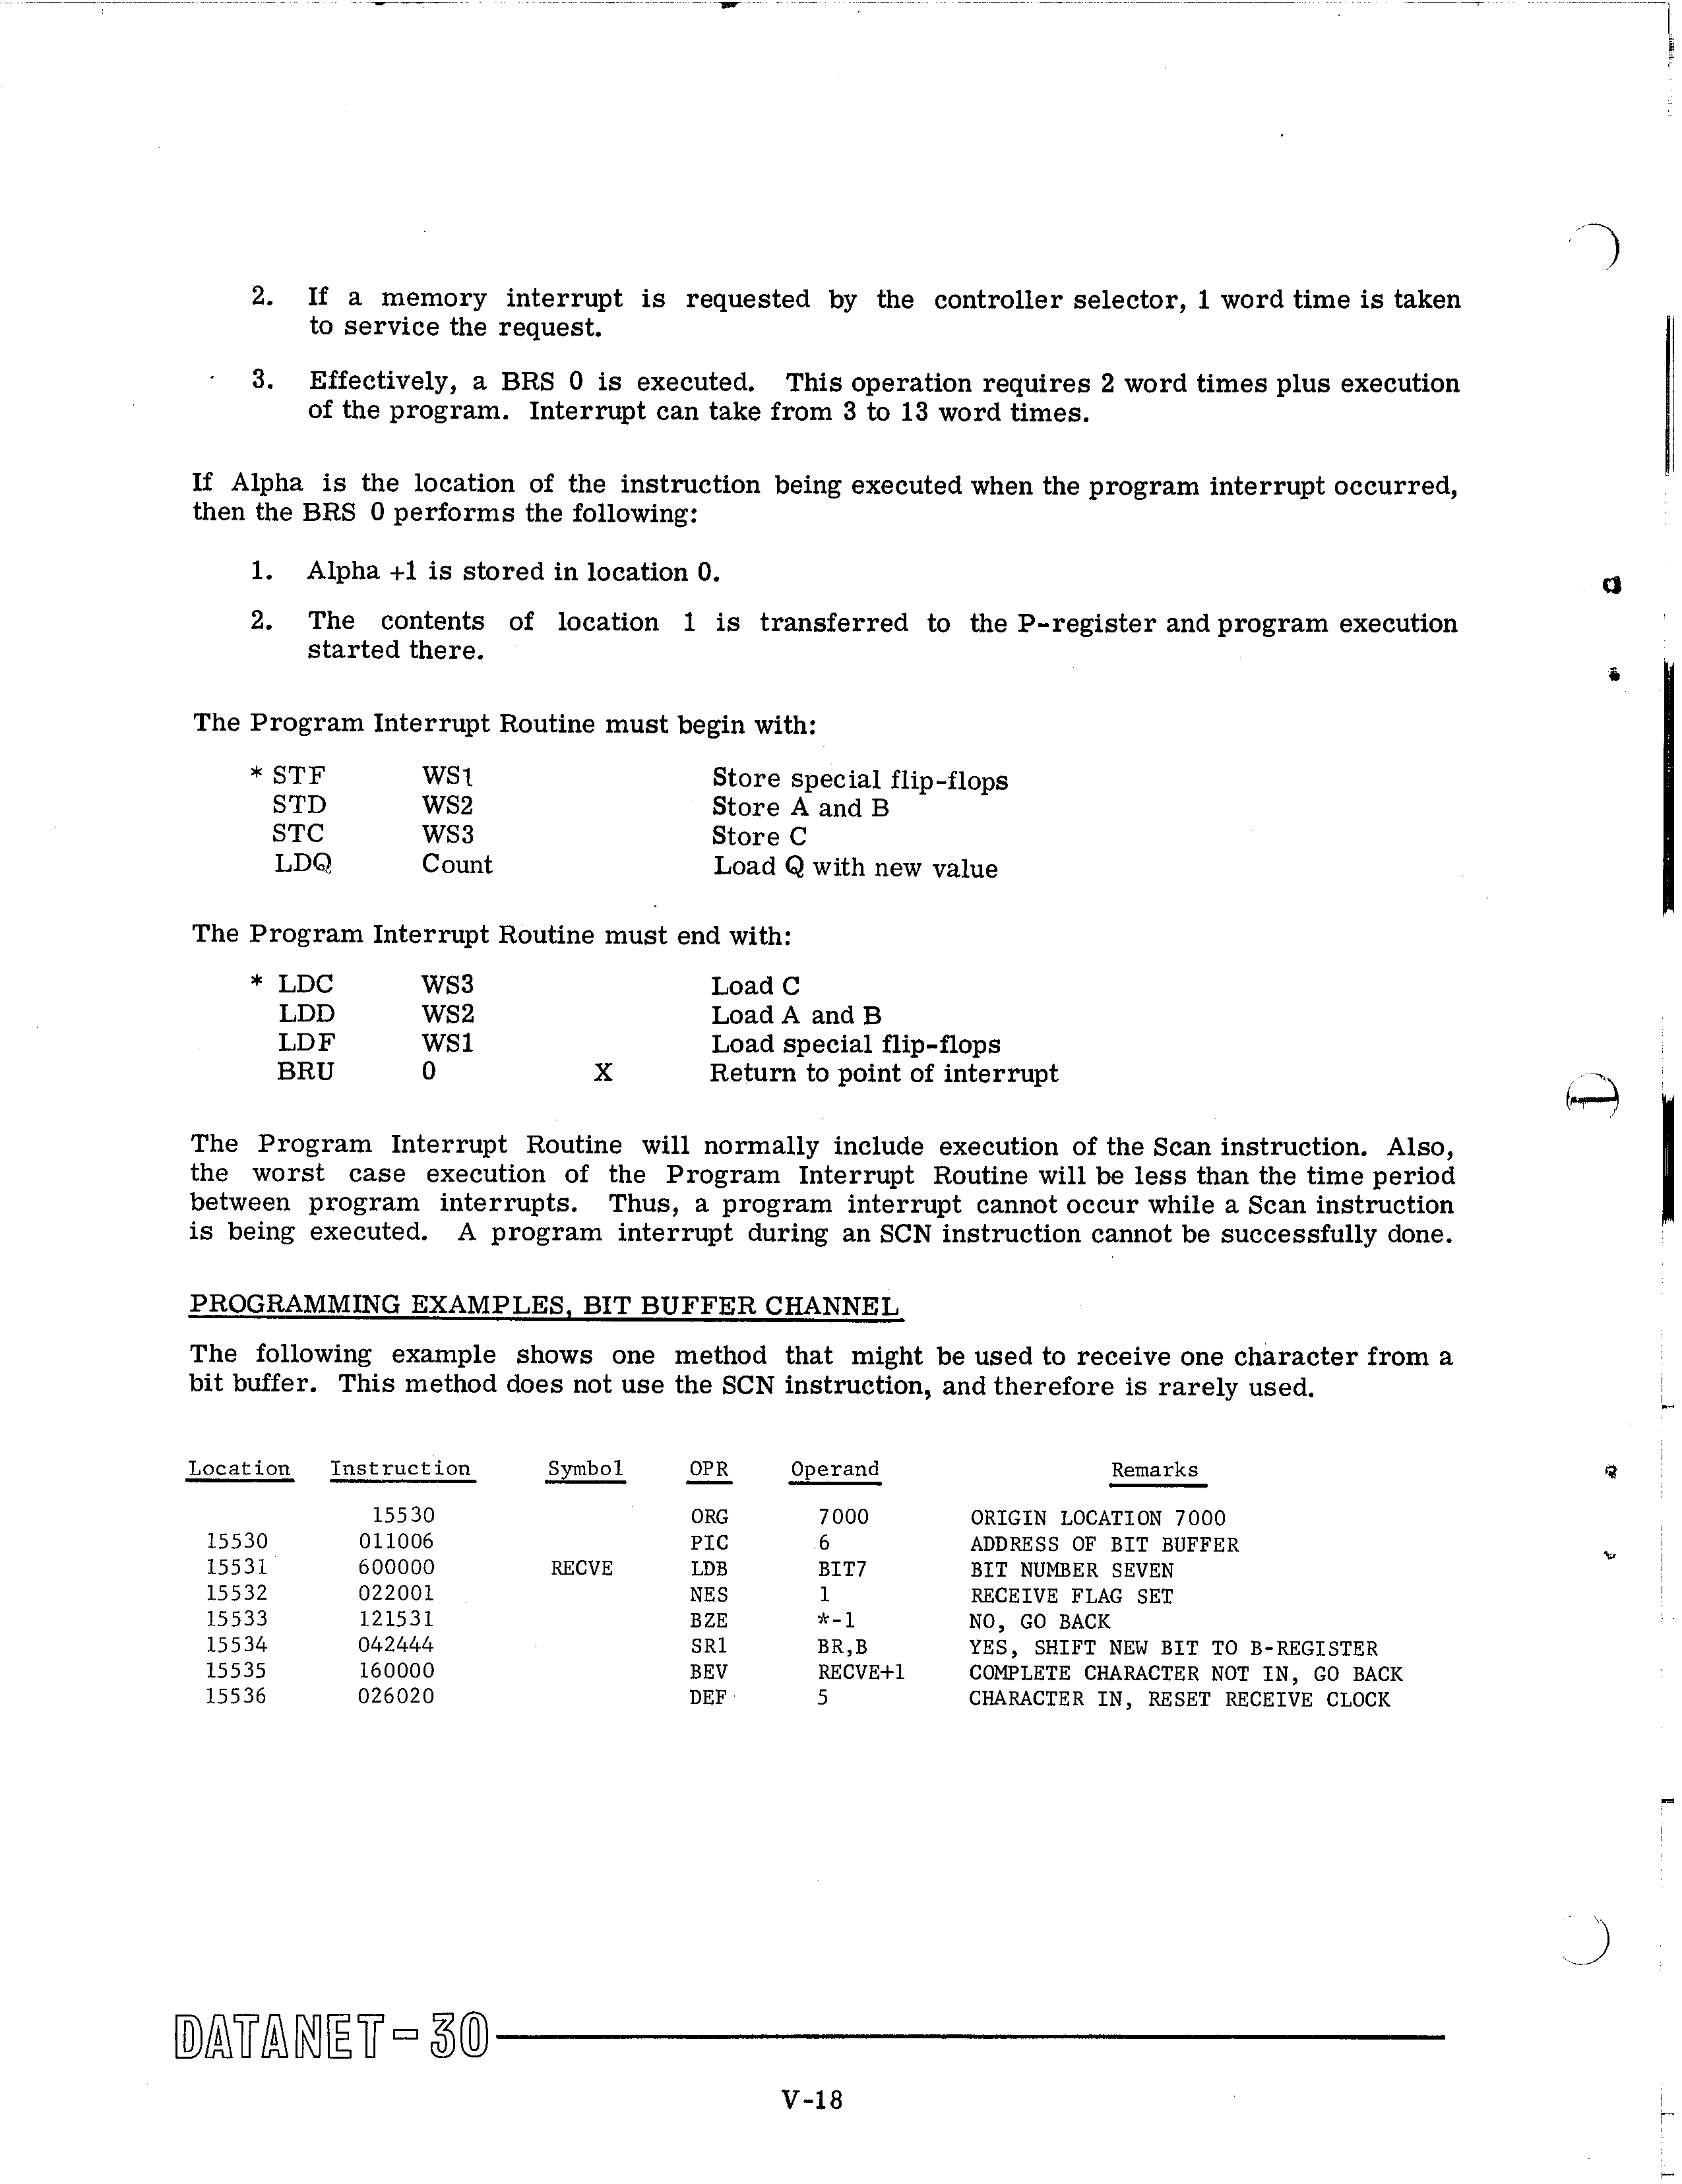 2. If a memory interrupt is requested by the controller selector, 1 word time is taken
to service the request.
3. Effectively, a BRS 0 is executed. This operation requires 2 word times plus execution
of the program. Interrupt can take from 3 to 13 word times.
If Alpha is the location of the instruction being executed when the program interrupt occurred,
then the BRS 0 performs the following:
1. Alpha +1 is stored in location 0.
2. The contents of location 1 is transferred to the P-register and program execution
started there.
The Program Interrupt Routine must begin with:
* STF WS1 Store special flip-flops
STD WS2 Store A and B
STC WS3 Store C
LDQ Count Load Q with new value
The Program Interrupt Routine must end with:
* LDC WS3 Load C
LDD WS2 Load A and B
LDF WS1 Load special flip-flops
BRU 0 X Return to point of interrupt
The Program Interrupt Routine will normally include execution of the Scan instruction. Also,
the worst case execution of the Program Interrupt Routine will be less than the time period
between program interrupts. Thus, a program interrupt cannot occur while a Scan instruction
is being executed. A program interrupt during an SCN instruction cannot be successfully done.
PROGRAMMING EXAMPLES, BIT BUFFER CHANNEL
The following example shows one method that might be used to receive one character from a
bit buffer. This method does not use the SCN instruction, and therefore is rarely used.
Location Instruction Symbol OPR Operand Remarks
15530 ORG 7000 ORIGIN LOCATION 7000
15530 011006 PIC 6 ADDRESS OF BIT BUFFER
15531 600000 RECVE LDB BIT7 BIT NUMBER SEVEN
15532 022001 NES 1 RECEIVE FLAG SET
15533 121531 BZE *-1 NO, GO BACK
15534 042444 SR1 BR,B YES, SHIFT NEW BIT TO B-REGISTER
15535 160000 BEV RECVE+1 COMPLETE CHARACTER NOT IN, GO BACK
15536 026020 DEF 5 CHARACTER IN, RESET RECEIVE CLOCK
DATANET-30
V-18